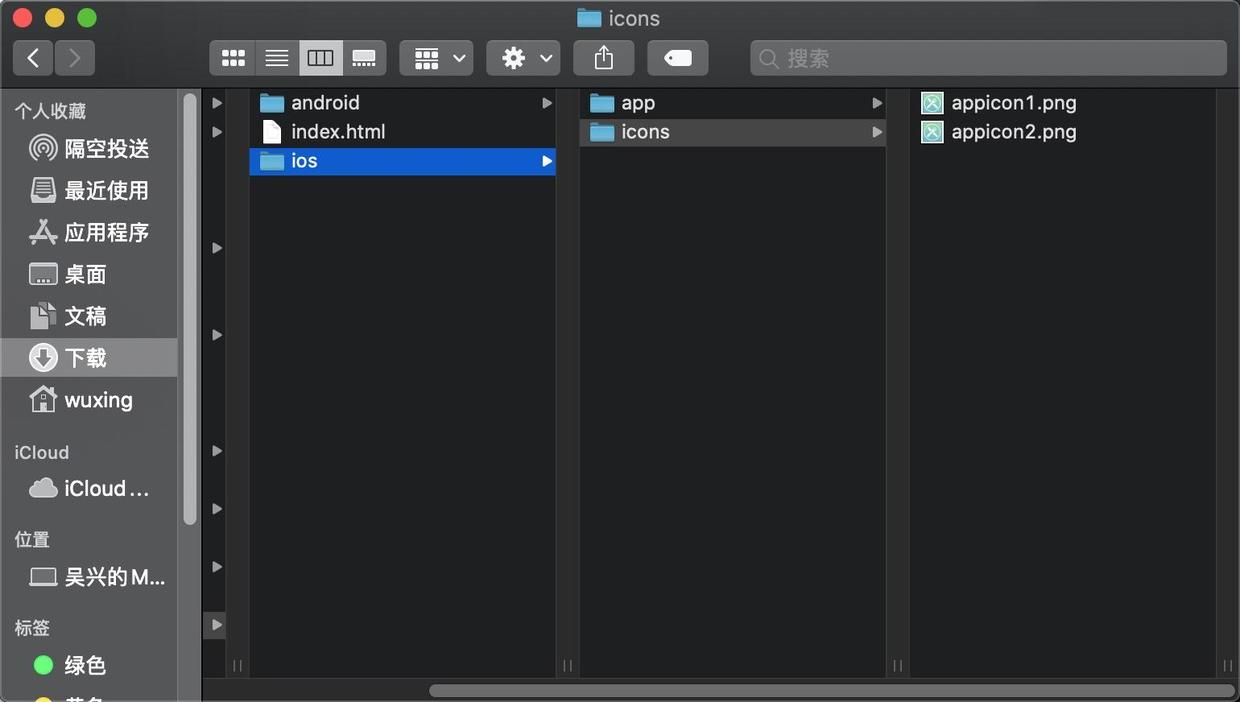 icons
搜索
个人收藏
隔空投送
最近使用
应用程序
桌面
文稿
下载
wuxing
iCloud
iCloud...
位置
吴兴的 M...
标签
绿色
android
index.html
ios
app
icons
appicon1.png
appicon2.png